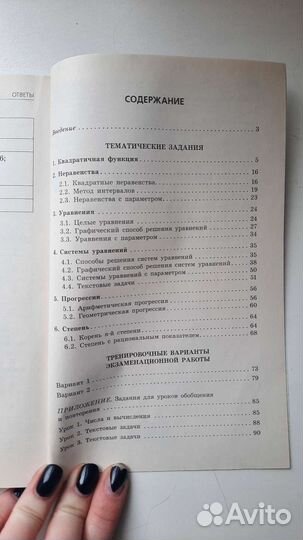 ОТВЕТЫ
6;
СОДЕРЖАНИЕ
Введение 3
ТЕМАТИЧЕСКИЕ ЗАДАНИЯ
1. Квадратичная функция 5
2. Неравенства 16
2.1. Квадратные неравенства 16
2.2. Метод интервалов 19
2.3. Неравенства с параметром 23
3. Уравнения 24
3.1. Целые уравнения 24
3.2. Графический способ решения уравнений 27
3.3. Уравнения с параметром 34
4. Системы уравнений 35
4.1. Способы решения систем уравнений 35
4.2. Графический способ решения систем уравнений 38
4.3. Системы уравнений с параметром 50
4.4. Текстовые задачи 51
5. Прогрессии 56
5.1. Арифметическая прогрессия 56
5.2. Геометрическая прогрессия 60
6. Степень 64
6.1. Корень n-й степени 64
6.2. Степень с рациональным показателем 68
ТРЕНИРОВОЧНЫЕ ВАРИАНТЫ
ЭКЗАМЕНАЦИОННОЙ РАБОТЫ
Вариант 1 73
Вариант 2 79
ПРИЛОЖЕНИЕ. Задания для уроков обобщения
и повторения 85
Урок 1. Числа и вычисления 85
Урок 2. Текстовые задачи 88
Урок 3. Текстовые задачи 90
Avito